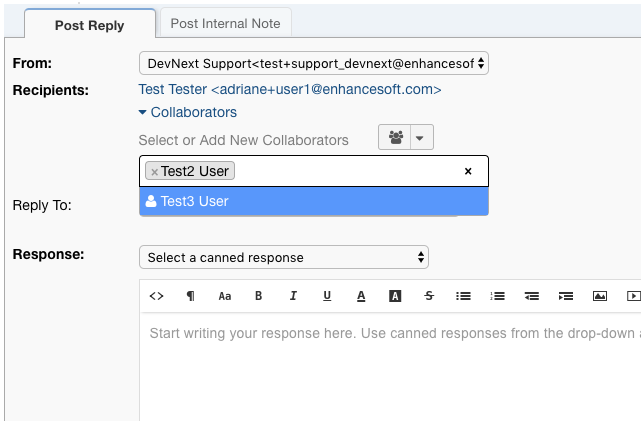 Post Reply
Post Internal Note
From:
DevNext Support<test+support_devnext@enhancesof
Recipients:
Test Tester <adriane+user1@enhancesoft.com>
Collaborators
Select or Add New Collaborators
× Test2 User ×
Reply To:
Test3 User
Response:
Select a canned response
<> ¶ Aa B I U A A S
Start writing your response here. Use canned responses from the drop-down a